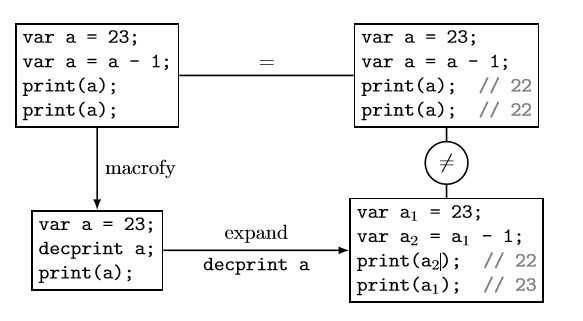 var a = 23;
var a = a - 1;
print(a);
print(a);
=
var a = 23;
var a = a - 1;
print(a); // 22
print(a); // 22
macrofy
≠
var a = 23;
decprint a;
print(a);
expand
decprint a
var a₁ = 23;
var a₂ = a₁ - 1;
print(a₂); // 22
print(a₁); // 23